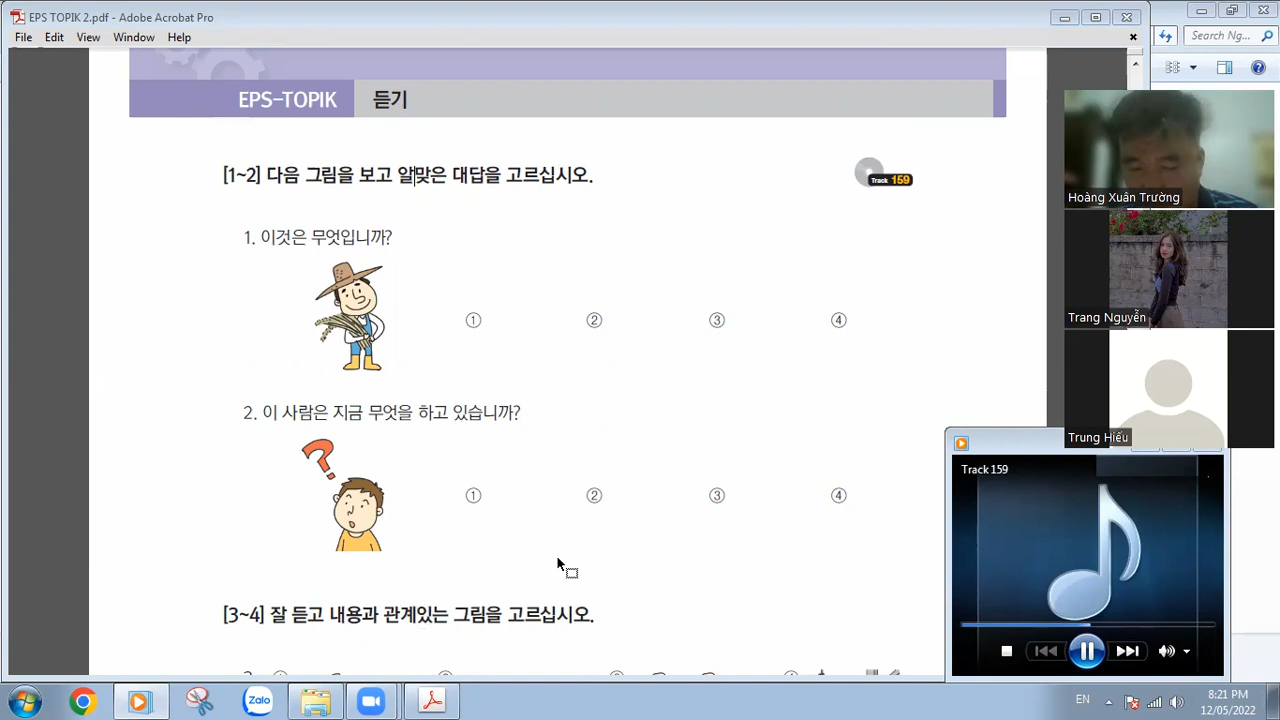 EPS TOPIK 2.pdf - Adobe Acrobat Pro
File Edit View Window Help
Search Ng...
EPS-TOPIK 듣기
[1~2] 다음 그림을 보고 알맞은 대답을 고르십시오.
Track 159
1. 이것은 무엇입니까?
① ② ③ ④
2. 이 사람은 지금 무엇을 하고 있습니까?
?
① ② ③ ④
[3~4] 잘 듣고 내용과 관계있는 그림을 고르십시오.
Hoàng Xuân Trường
Trang Nguyễn
Trung Hiếu
Track 159
Zalo
EN
8:21 PM
12/05/2022